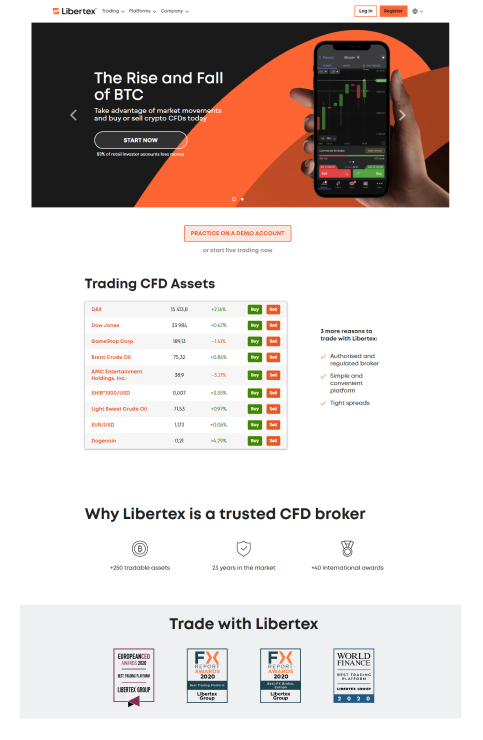 Libertex
Trading Platforms Company
Log in Register
The Rise and Fall
of BTC
Take advantage of market movements
and buy or sell crypto CFDs today
START NOW
83% of retail investor accounts lose money
PRACTICE ON A DEMO ACCOUNT
or start live trading now
Trading CFD Assets
DAX 15 413,8 +2.14% Buy Sell
Dow Jones 33 984 +0.47% Buy Sell
GameStop Corp. 189,13 -1.43% Buy Sell
Brent Crude Oil 75,32 +0.86% Buy Sell
AMC Entertainment
Holdings, Inc. 38.9 -3.21% Buy Sell
SHIB*1000/USD 0,007 +3.55% Buy Sell
Light Sweet Crude Oil 71,53 +0.97% Buy Sell
EUR/USD 1,173 +0.06% Buy Sell
Dogecoin 0,21 +4.29% Buy Sell
3 more reasons to
trade with Libertex:
Authorised and
regulated broker
Simple and
convenient
platform
Tight spreads
Why Libertex is a trusted CFD broker
+250 tradable assets
23 years in the market
+40 international awards
Trade with Libertex
EUROPEANCEO
AWARDS 2020
BEST TRADING PLATFORM
LIBERTEX GROUP
FX
REPORT
AWARDS
2020
Best Trading Platform
Libertex
Group
FX
REPORT
AWARDS
2020
Best FX Broker,
Europe
Libertex
Group
WORLD
FINANCE
BEST TRADING
PLATFORM
LIBERTEX GROUP
2 0 2 0